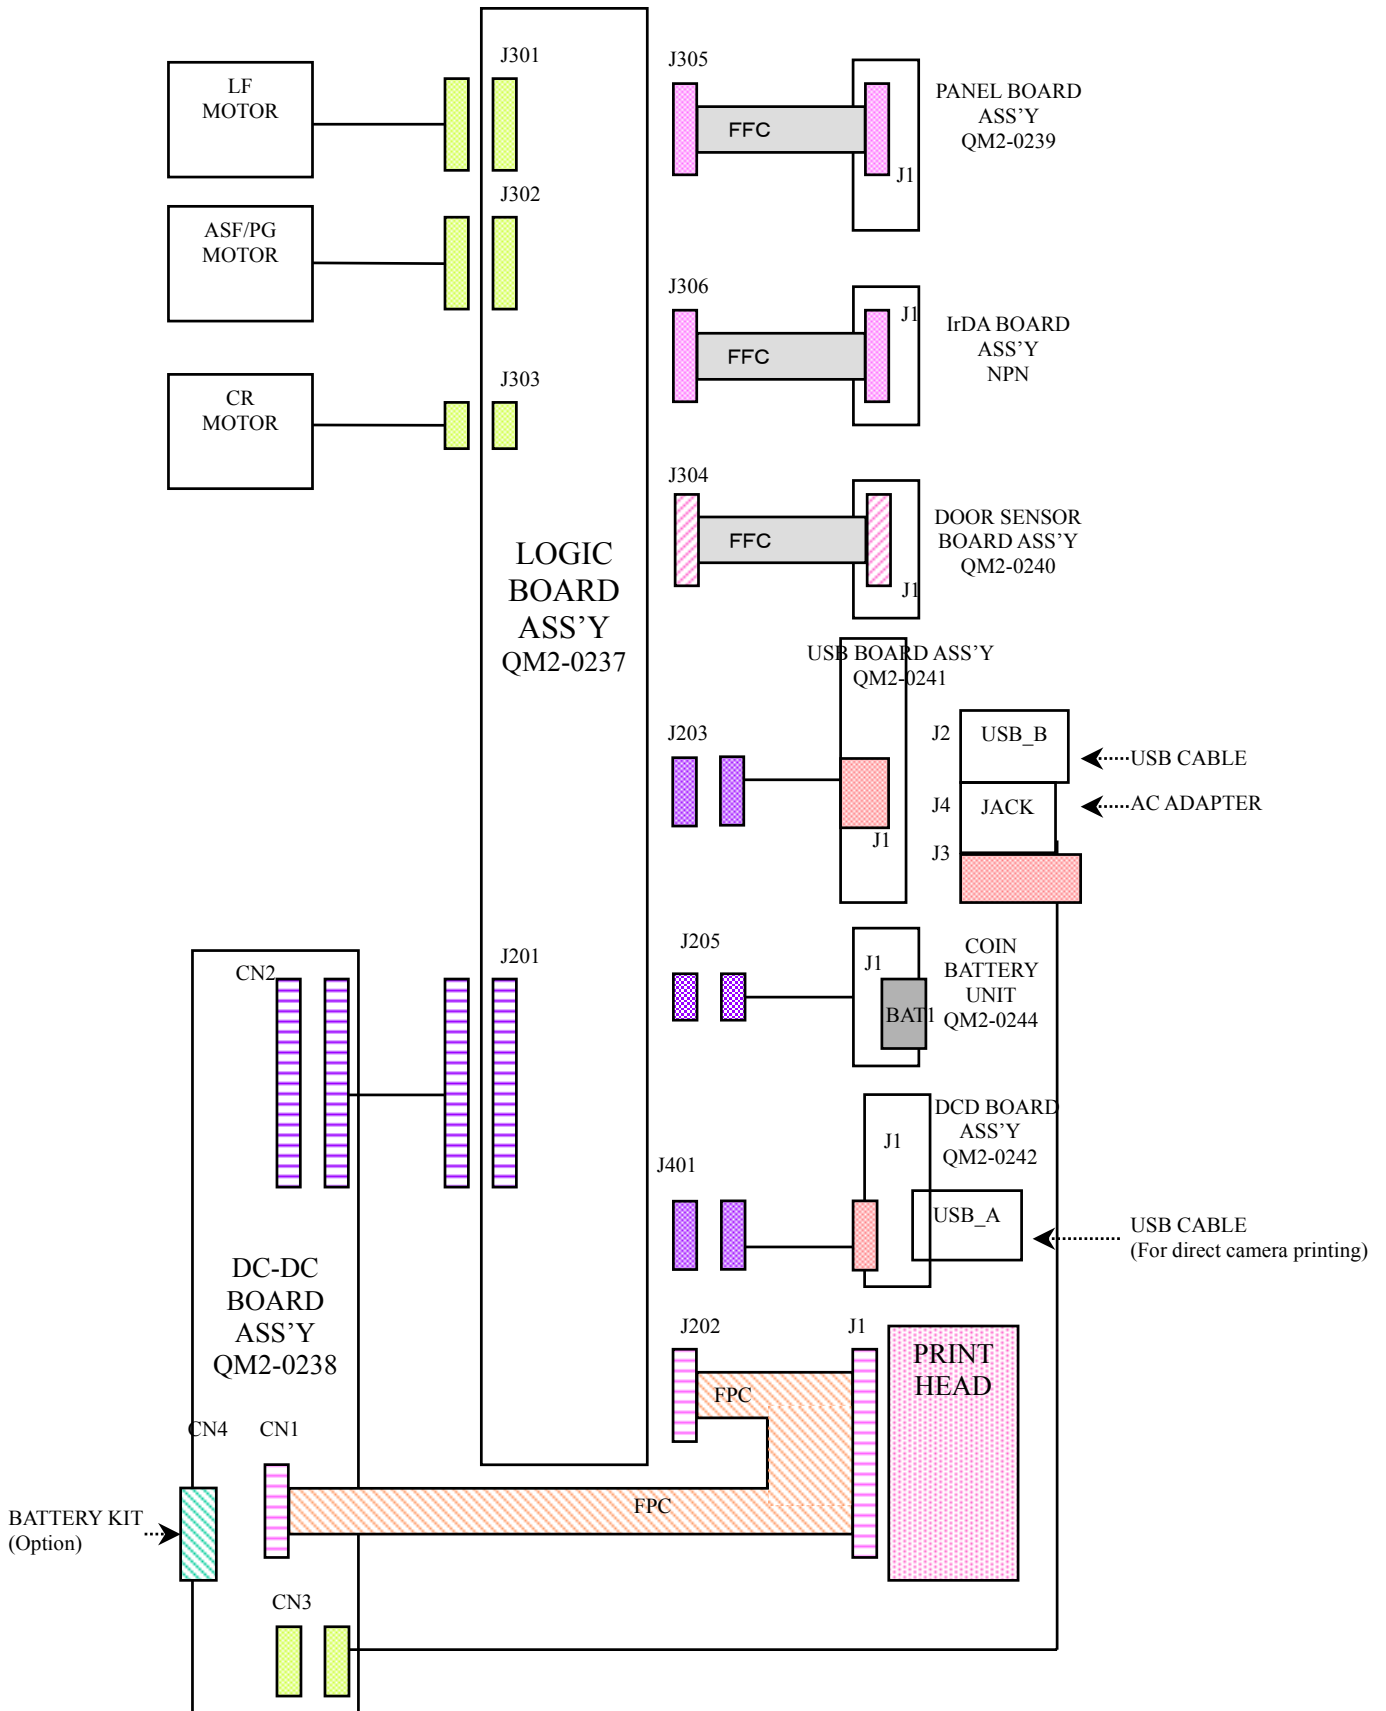 J301
J305
LF
MOTOR
PANEL BOARD
ASS'Y
QM2-0239
FFC
J1
J302
ASF/PG
MOTOR
J306
J1
IrDA BOARD
ASS'Y
NPN
FFC
J303
CR
MOTOR
J304
DOOR SENSOR
BOARD ASS'Y
QM2-0240
FFC
J1
LOGIC
BOARD
ASS'Y
QM2-0237
USB BOARD ASS'Y
QM2-0241
J203
J2
USB_B
USB CABLE
J4
JACK
AC ADAPTER
J1
J3
J205
J201
CN2
J1
BAT1
COIN
BATTERY
UNIT
QM2-0244
DCD BOARD
ASS'Y
QM2-0242
J1
J401
USB_A
USB CABLE
(For direct camera printing)
DC-DC
BOARD
ASS'Y
QM2-0238
J202
J1
PRINT
HEAD
FPC
CN4
CN1
FPC
BATTERY KIT
(Option)
CN3